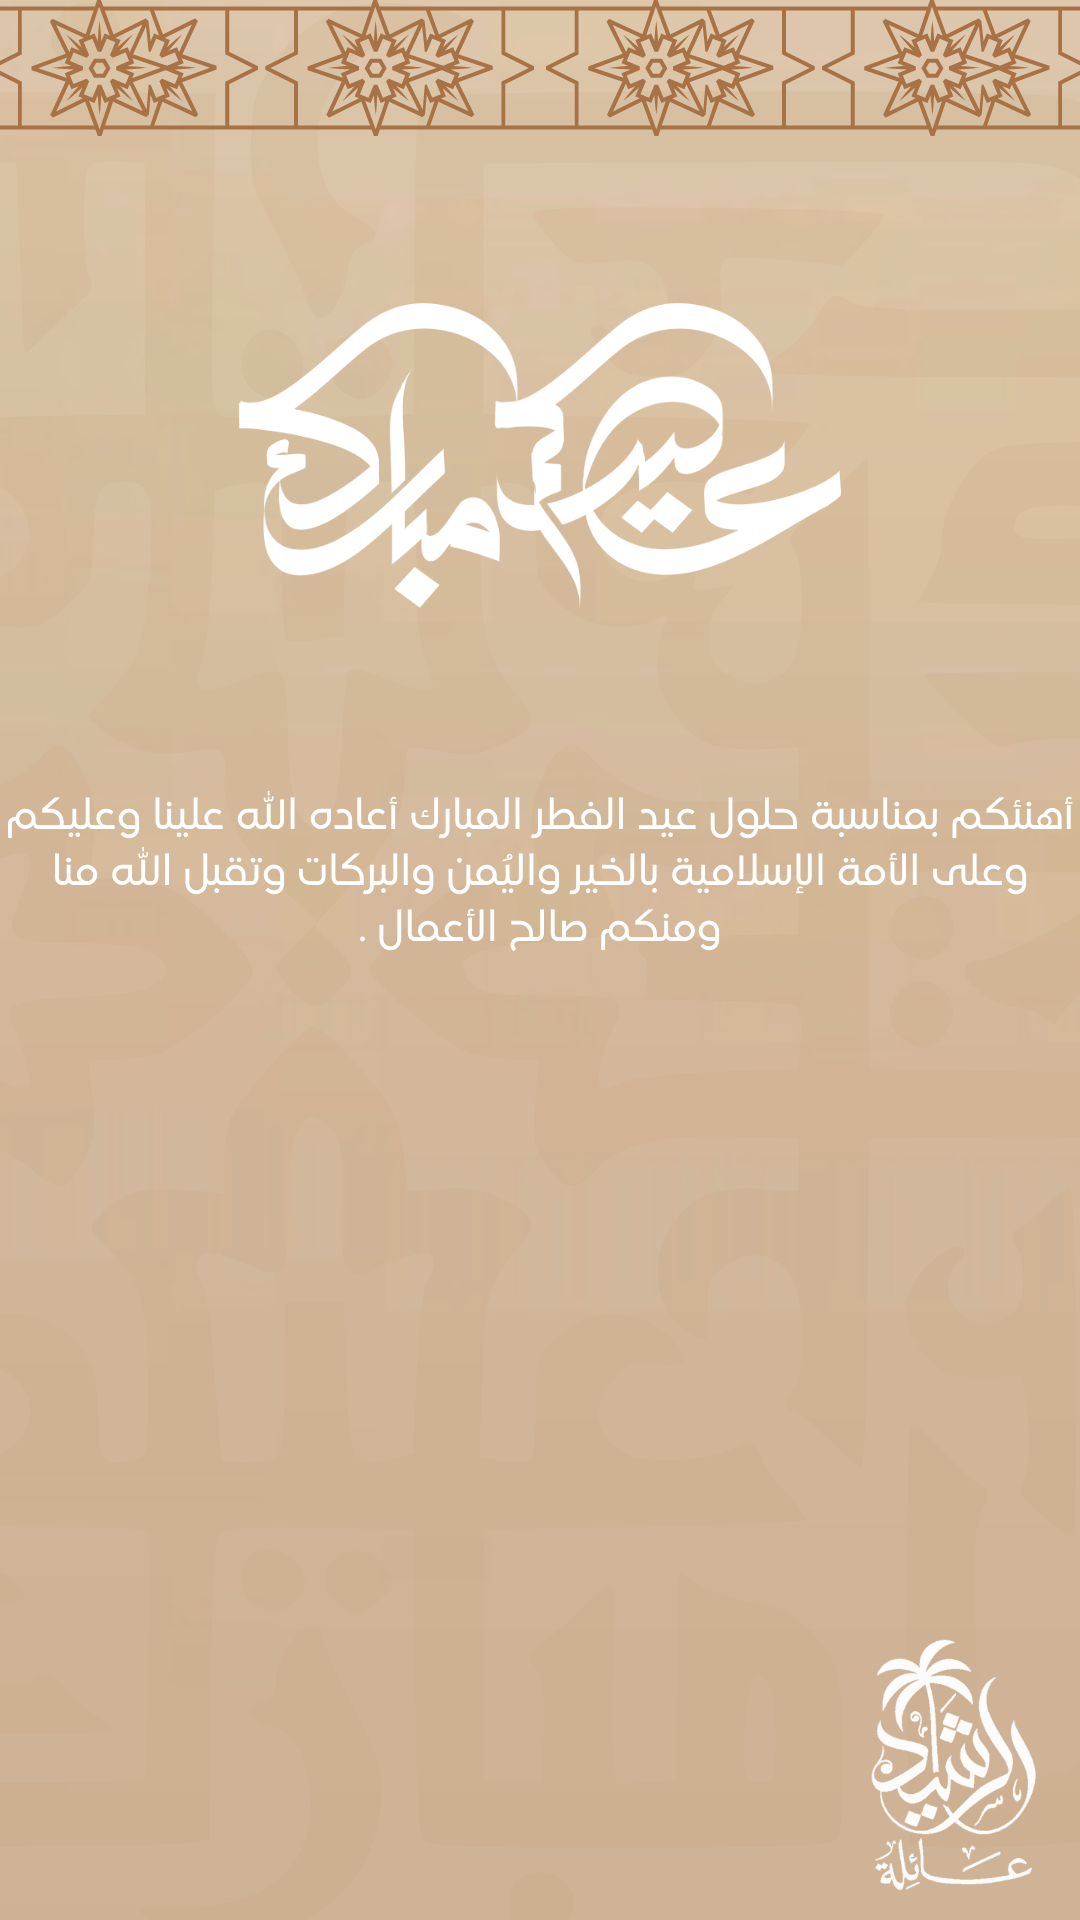 عيدكم مبارك
أهنئكم بمناسبة حلول عيد الفطر المبارك أعاده الله علينا وعليكم
وعلى الأمة الإسلامية بالخير واليُمن والبركات وتقبل الله منا
ومنكم صالح الأعمال .
الرشيد
عائلة